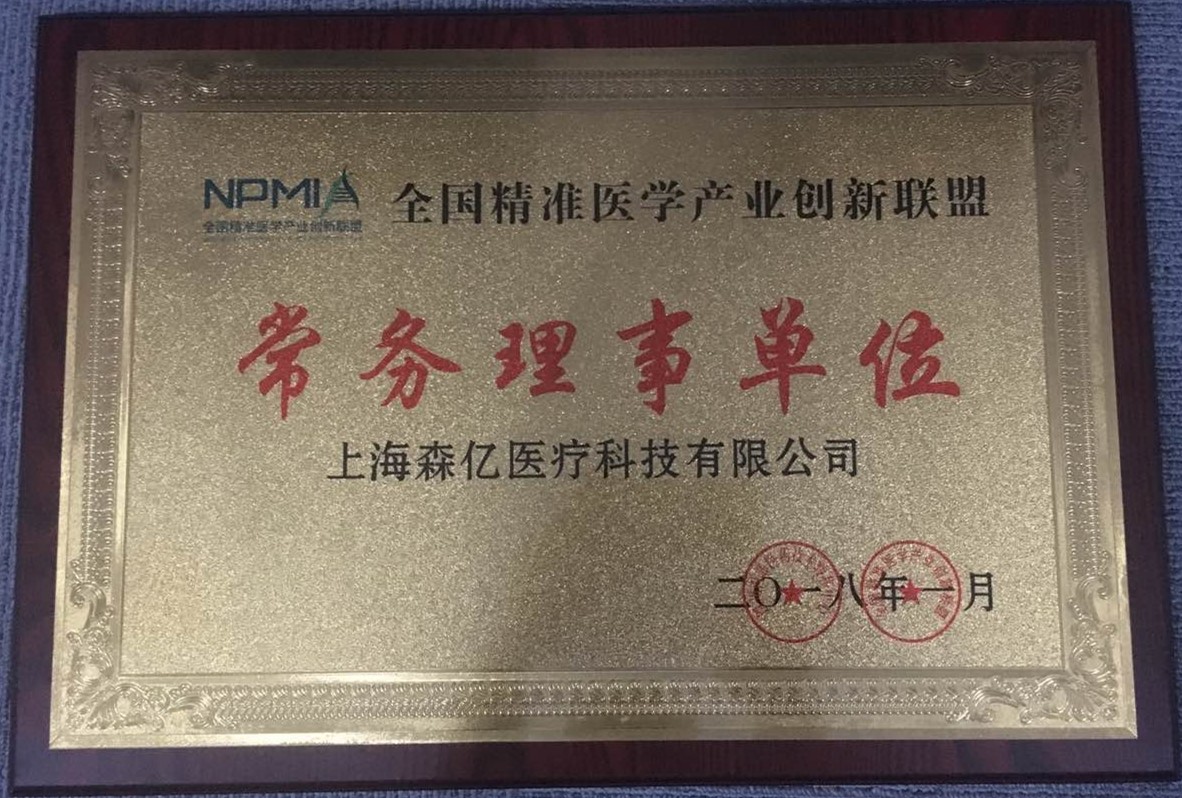 NPMIA 全国精准医学产业创新联盟
全国精准医学产业创新联盟
常务理事单位
上海森亿医疗科技有限公司
二〇一八年一月